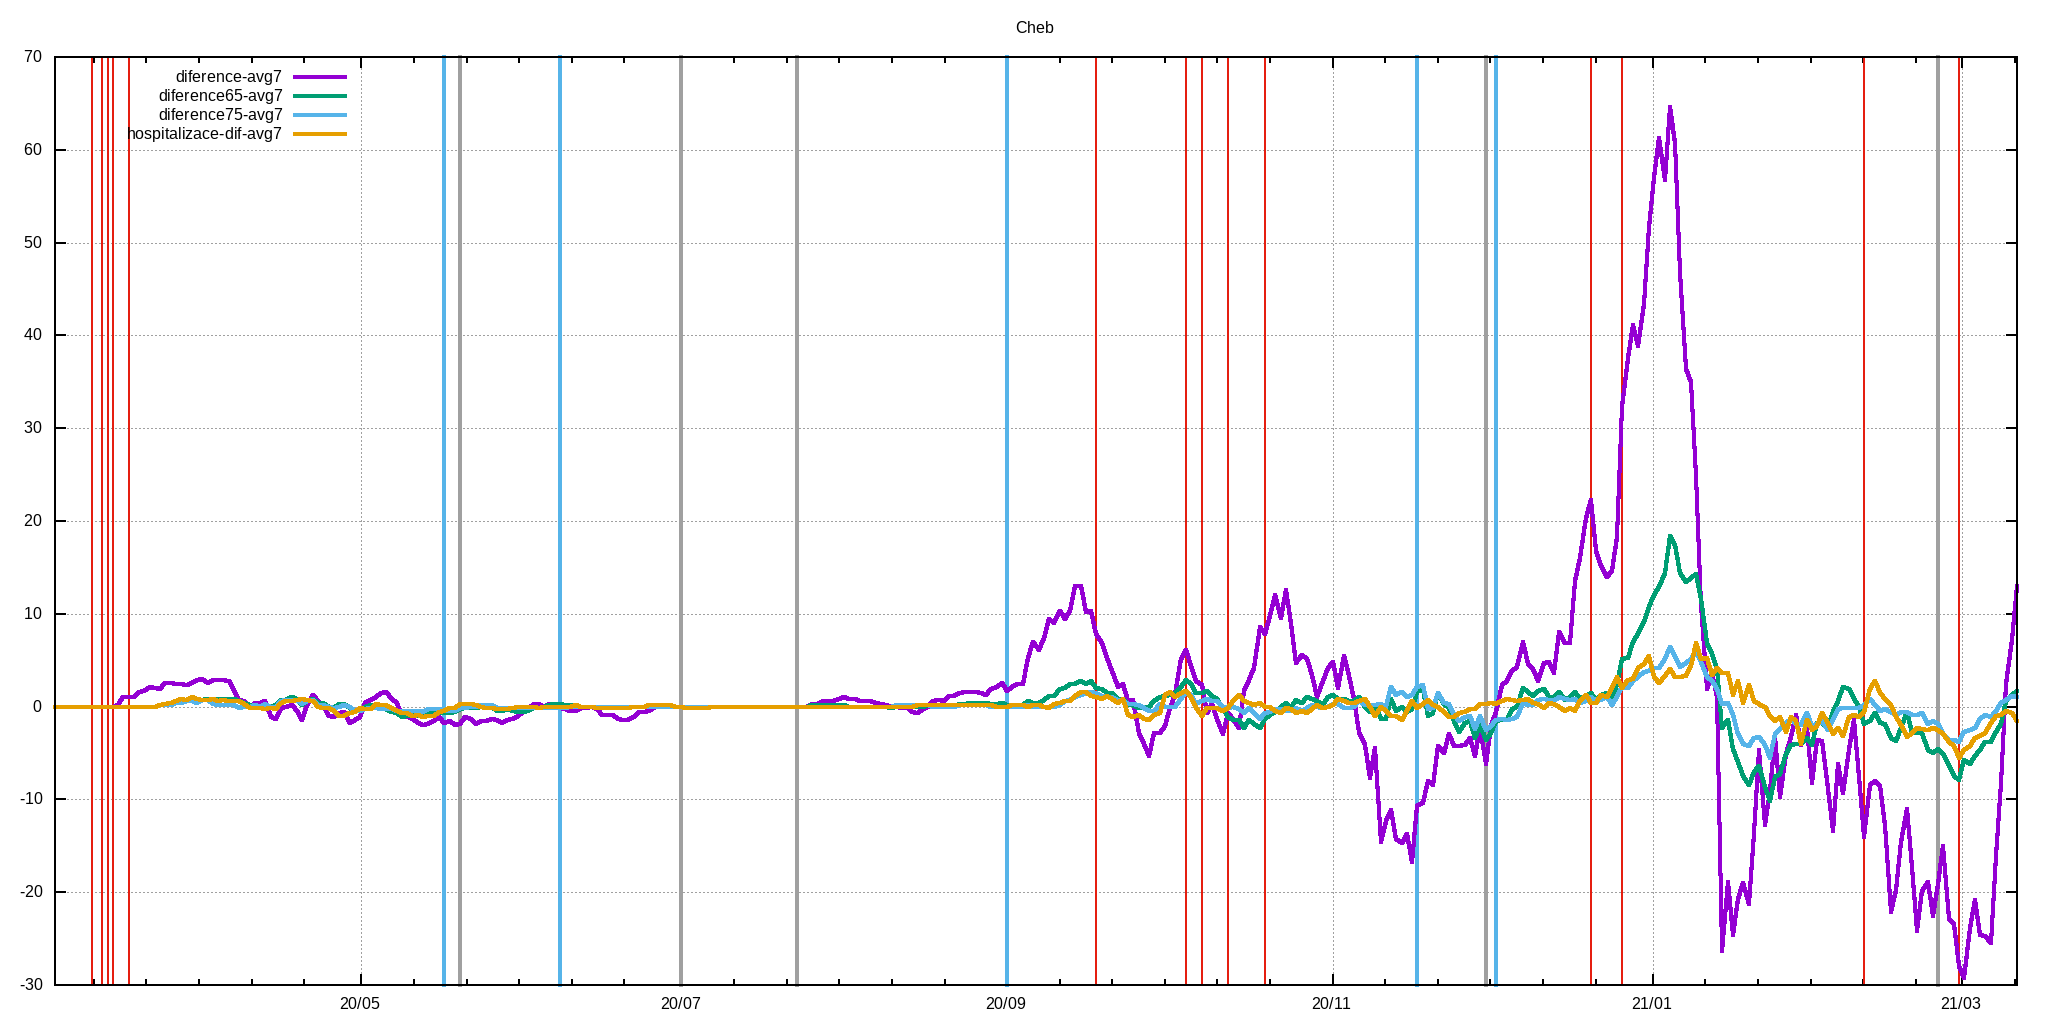 Cheb
70
60
50
40
30
20
10
0
-10
-20
-30
diference-avg7
diference65-avg7
diference75-avg7
hospitalizace-dif-avg7
20/05 20/07 20/09 20/11 21/01 21/03